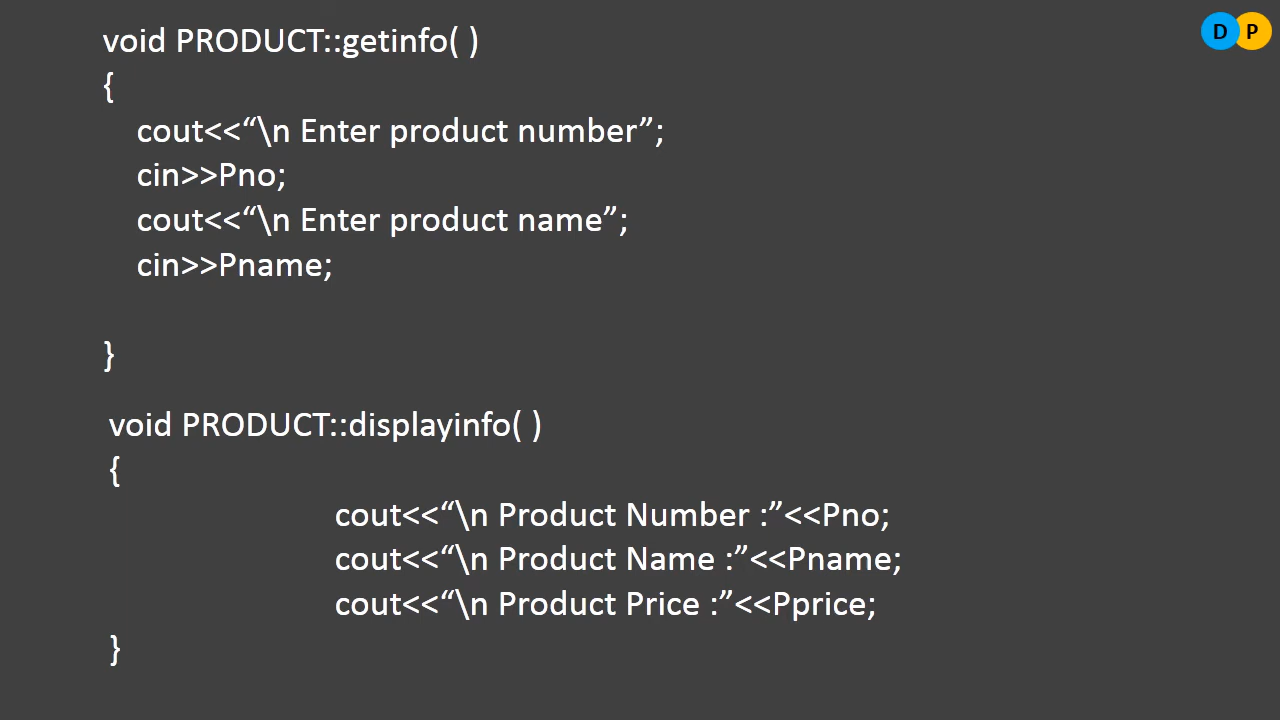 void PRODUCT::getinfo( )
{
cout<<“\n Enter product number”;
cin>>Pno;
cout<<“\n Enter product name”;
cin>>Pname;
}
void PRODUCT::displayinfo( )
{
cout<<“\n Product Number :”<<Pno;
cout<<“\n Product Name :”<<Pname;
cout<<“\n Product Price :”<<Pprice;
}
D P